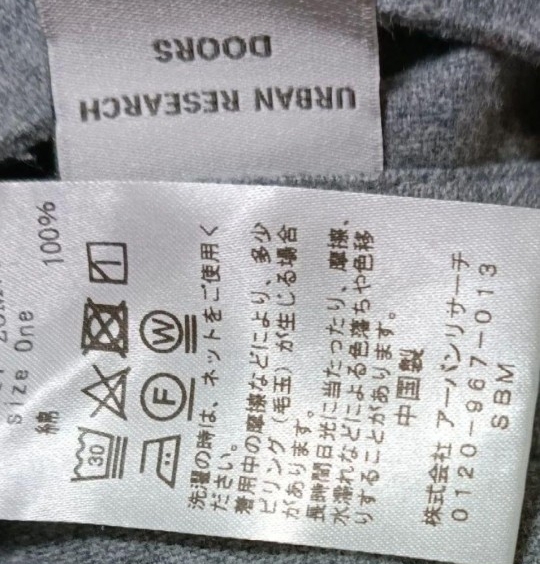 URBAN RESEARCH
DOORS
size One
綿 100%
30
F W
洗濯の時は、ネットをご使用く
ださい。
着用中の摩擦などにより、多少
ピリング（毛玉）が生じる場合
があります。
長時間日光に当たったり、摩擦、
水濡れなどによる色落ちや色移
りすることがあります。
中国製
株式会社 アーバンリサーチ
0120-967-013
SBM